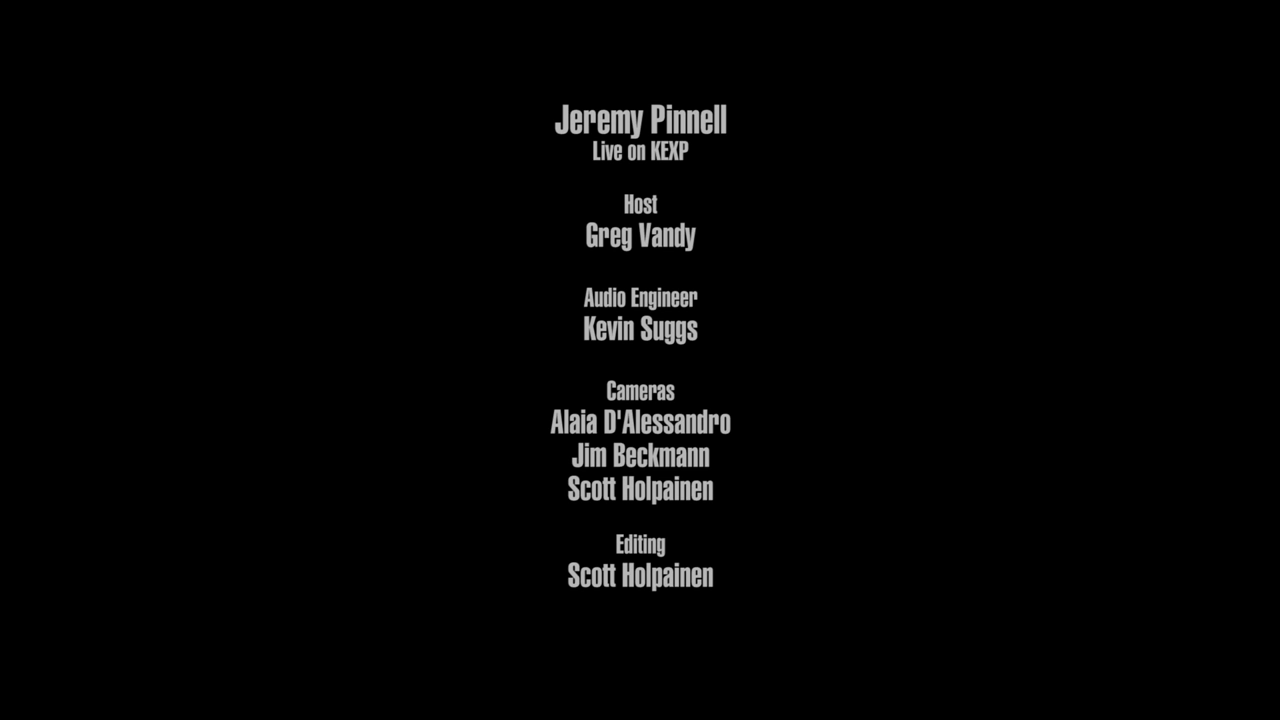 Jeremy Pinnell
Live on KEXP
Host
Greg Vandy
Audio Engineer
Kevin Suggs
Cameras
Alaia D'Alessandro
Jim Beckmann
Scott Holpainen
Editing
Scott Holpainen